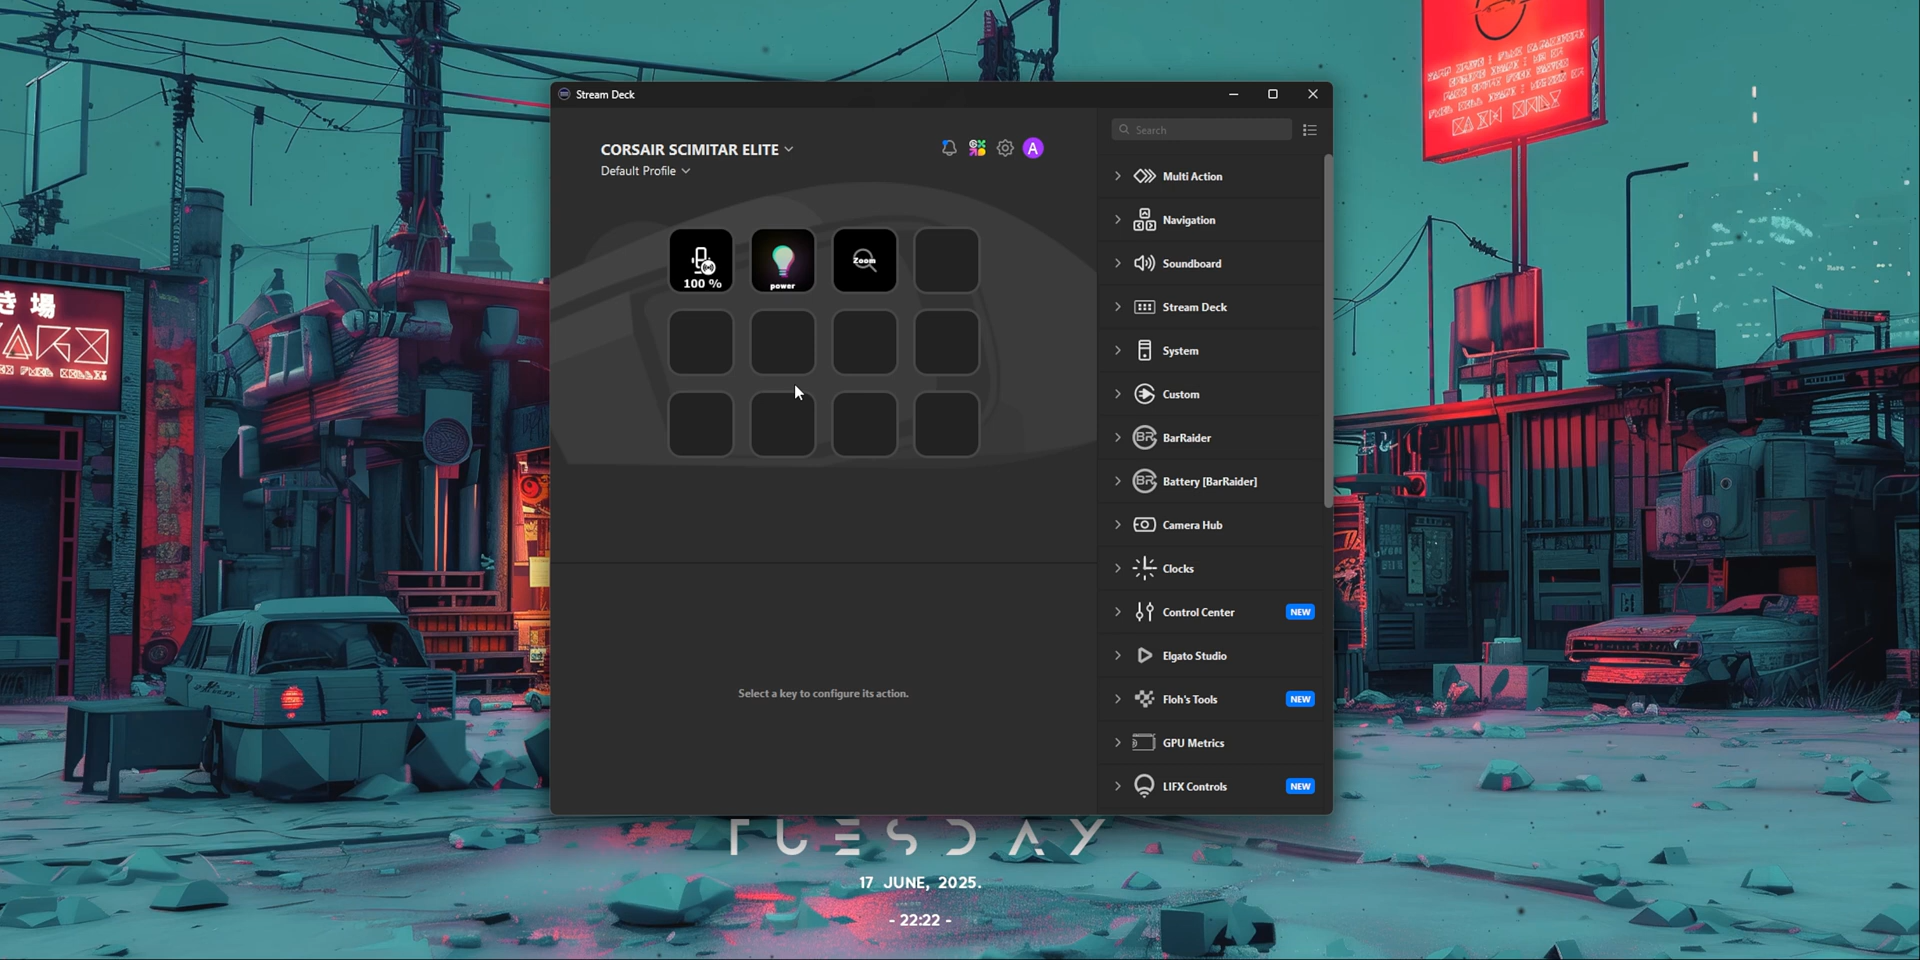 Stream Deck
CORSAIR SCIMITAR ELITE
Default Profile
A
Search
100 %
power
Zoom
Multi Action
Navigation
Soundboard
Stream Deck
System
Custom
BarRaider
Battery [BarRaider]
Camera Hub
Clocks
Control Center NEW
Elgato Studio
Floh's Tools NEW
GPU Metrics
LIFX Controls NEW
Select a key to configure its action.
き場
TUESDAY
17 JUNE, 2025.
- 22:22 -